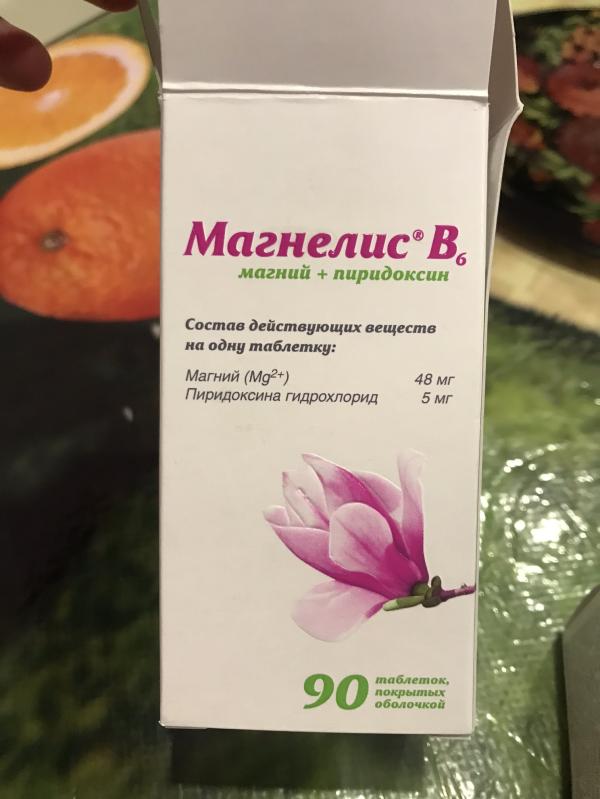 Магнелис® B₆
магний + пиридоксин
Состав действующих веществ
на одну таблетку:
Магний (Mg²⁺) 48 мг
Пиридоксина гидрохлорид 5 мг
90 таблеток,
покрытых
оболочкой